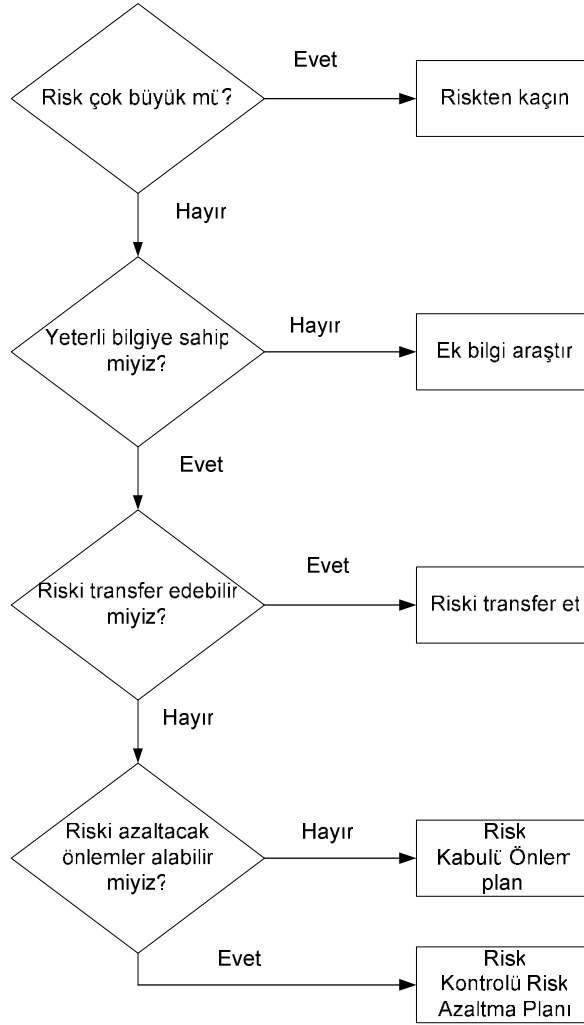 Evet
Risk çok büyük mü?
Riskten kaçın
Hayır
Yeterli bilgiye sahip
miyiz?
Hayır
Ek bilgi araştır
Evet
Riski transfer edebilir
miyiz?
Evet
Riski transfer et
Hayır
Riski azaltacak
önlemler alabilir
miyiz?
Hayır
Risk
Kabulü Önlem
plan
Evet
Risk
Kontrolü Risk
Azaltma Planı